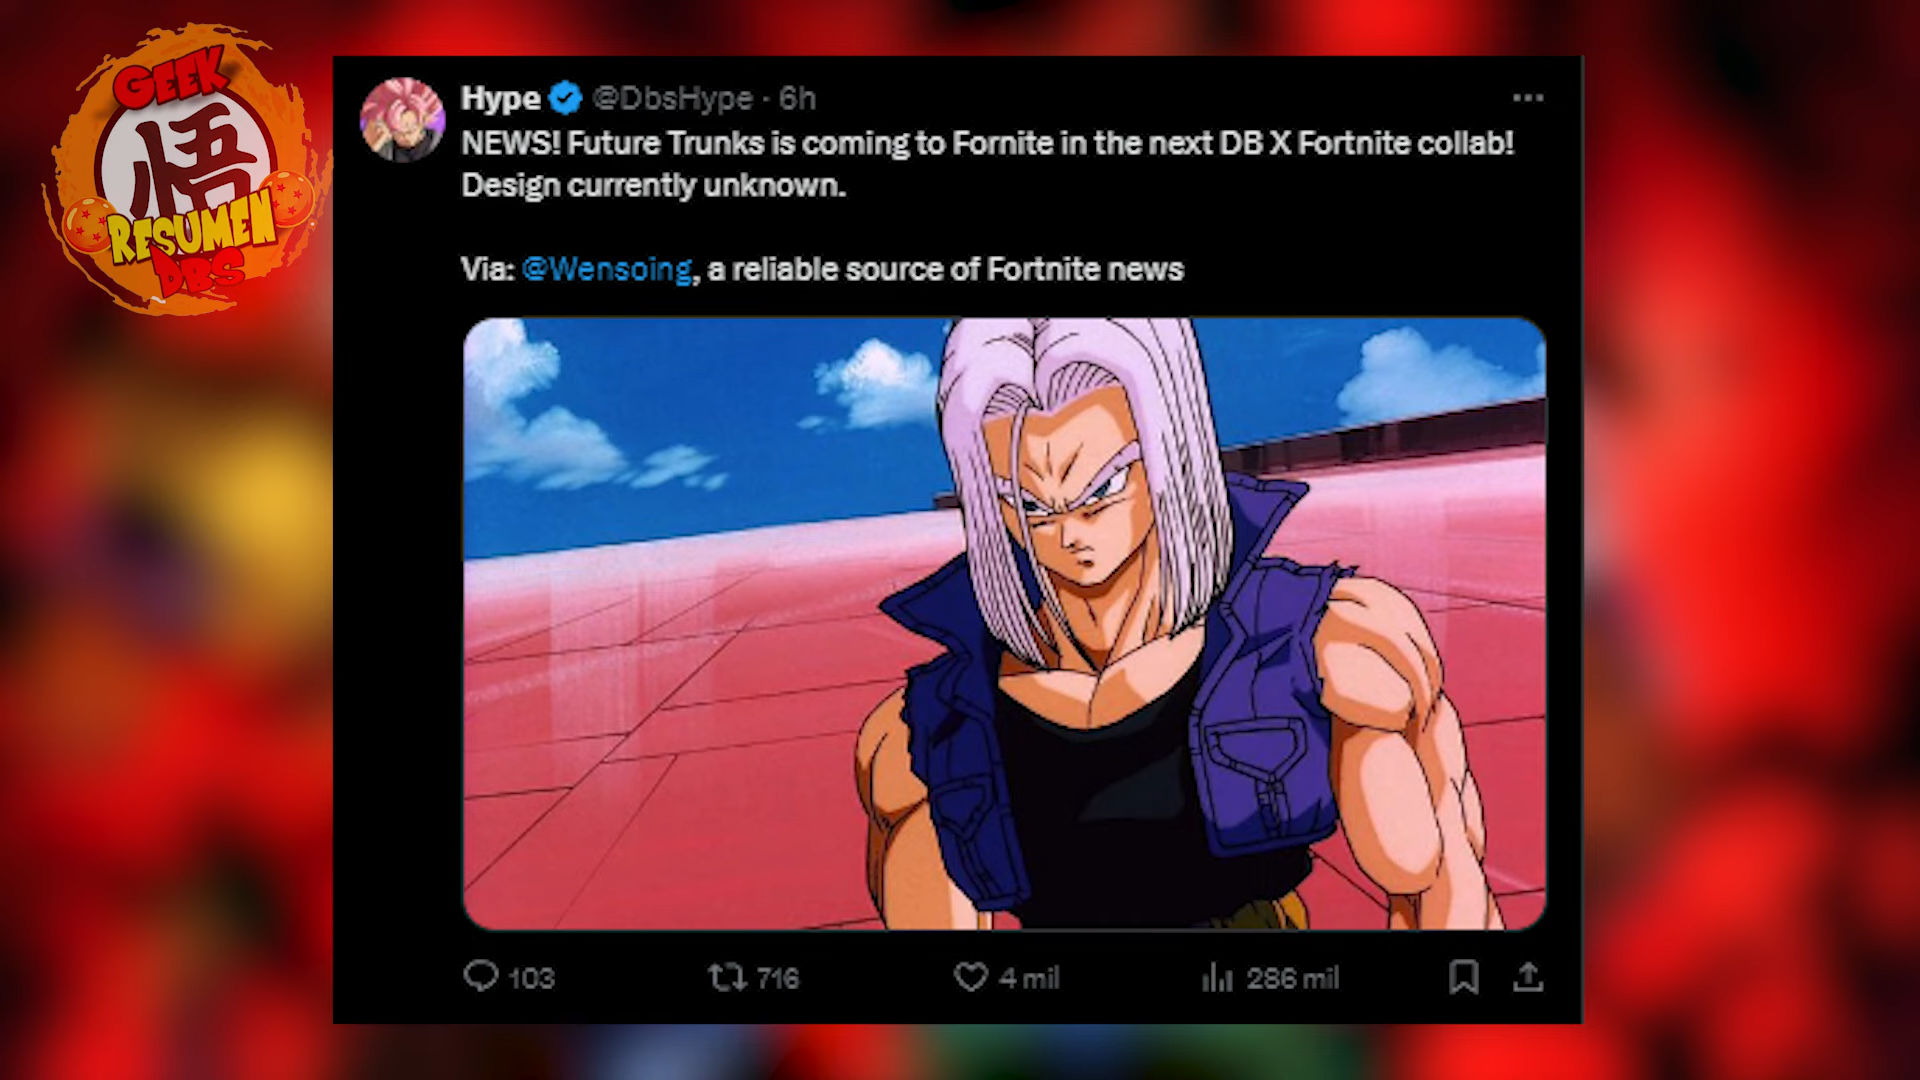 GEEK
悟
RESUMEN
DBS
Hype @DbsHype · 6h
NEWS! Future Trunks is coming to Fornite in the next DB X Fortnite collab!
Design currently unknown.
Via: @Wensoing, a reliable source of Fortnite news
103 716 4 mil 286 mil